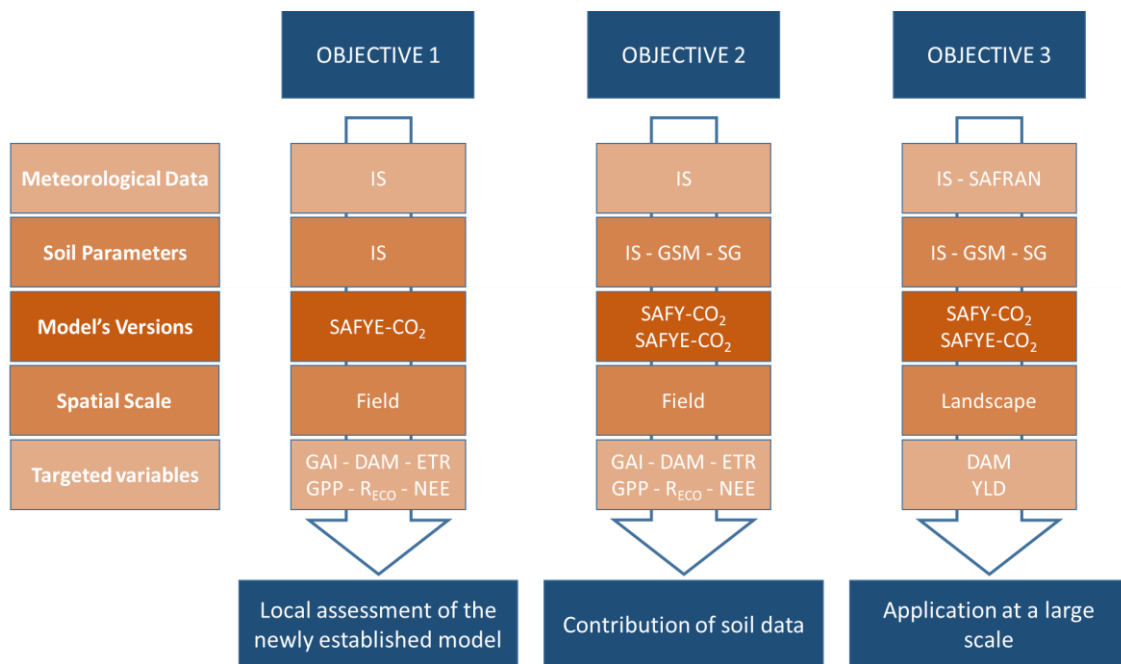 OBJECTIVE 1 OBJECTIVE 2 OBJECTIVE 3
Meteorological Data IS IS IS - SAFRAN
Soil Parameters IS IS - GSM – SG IS - GSM – SG
Model's Versions SAFYE-CO₂ SAFY-CO₂ SAFY-CO₂
SAFYE-CO₂ SAFYE-CO₂
Spatial Scale Field Field Landscape
Targeted variables GAI - DAM – ETR GAI - DAM – ETR DAM
GPP - R_ECO - NEE GPP - R_ECO - NEE YLD
Local assessment of the Contribution of soil data Application at a large
newly established model scale